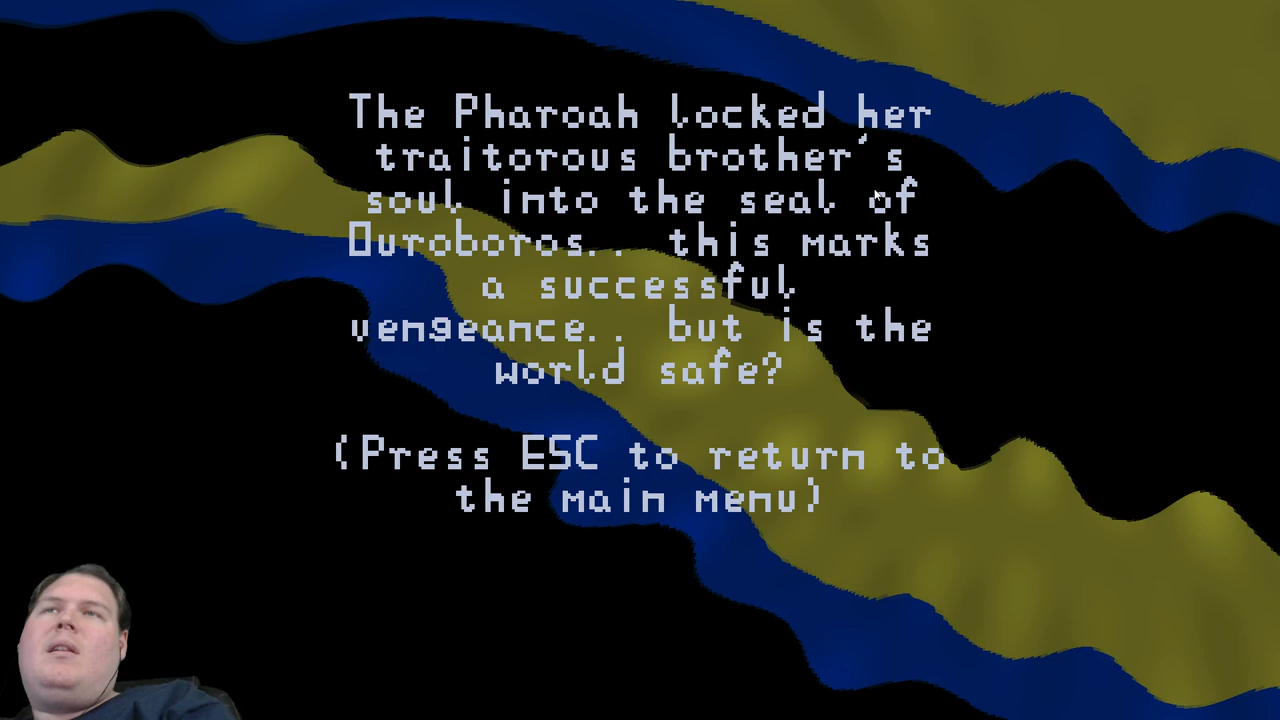 The Pharoah locked her
traitorous brother's
soul into the seal of
Ouroboros.. this marks
a successful
vengeance.. but is the
world safe?
(Press ESC to return to
the main menu)